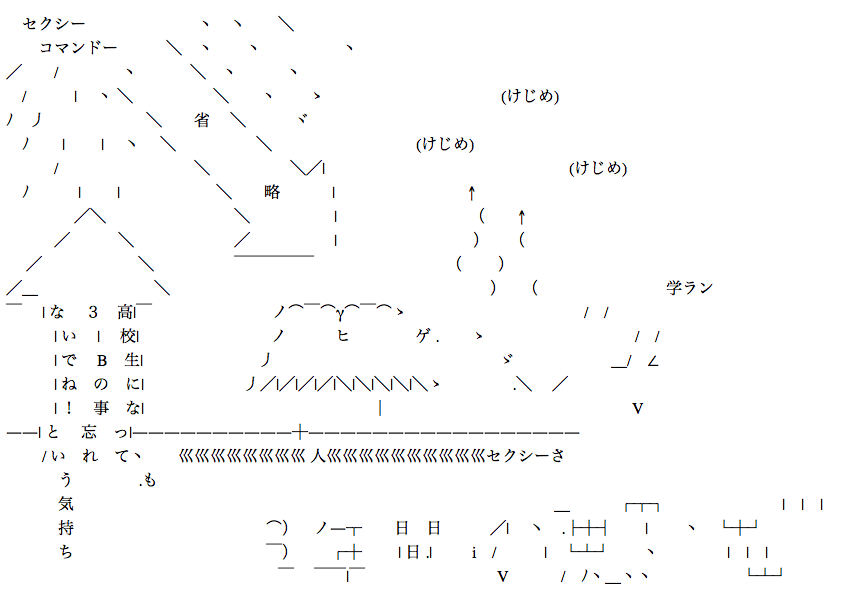 セクシー
コマンドー
省略
(けじめ)
(けじめ)
(けじめ)
学ラン
ヒゲ
高校生になっても
3|Bの事忘れ
ないでね!という気持ち
セクシーさ